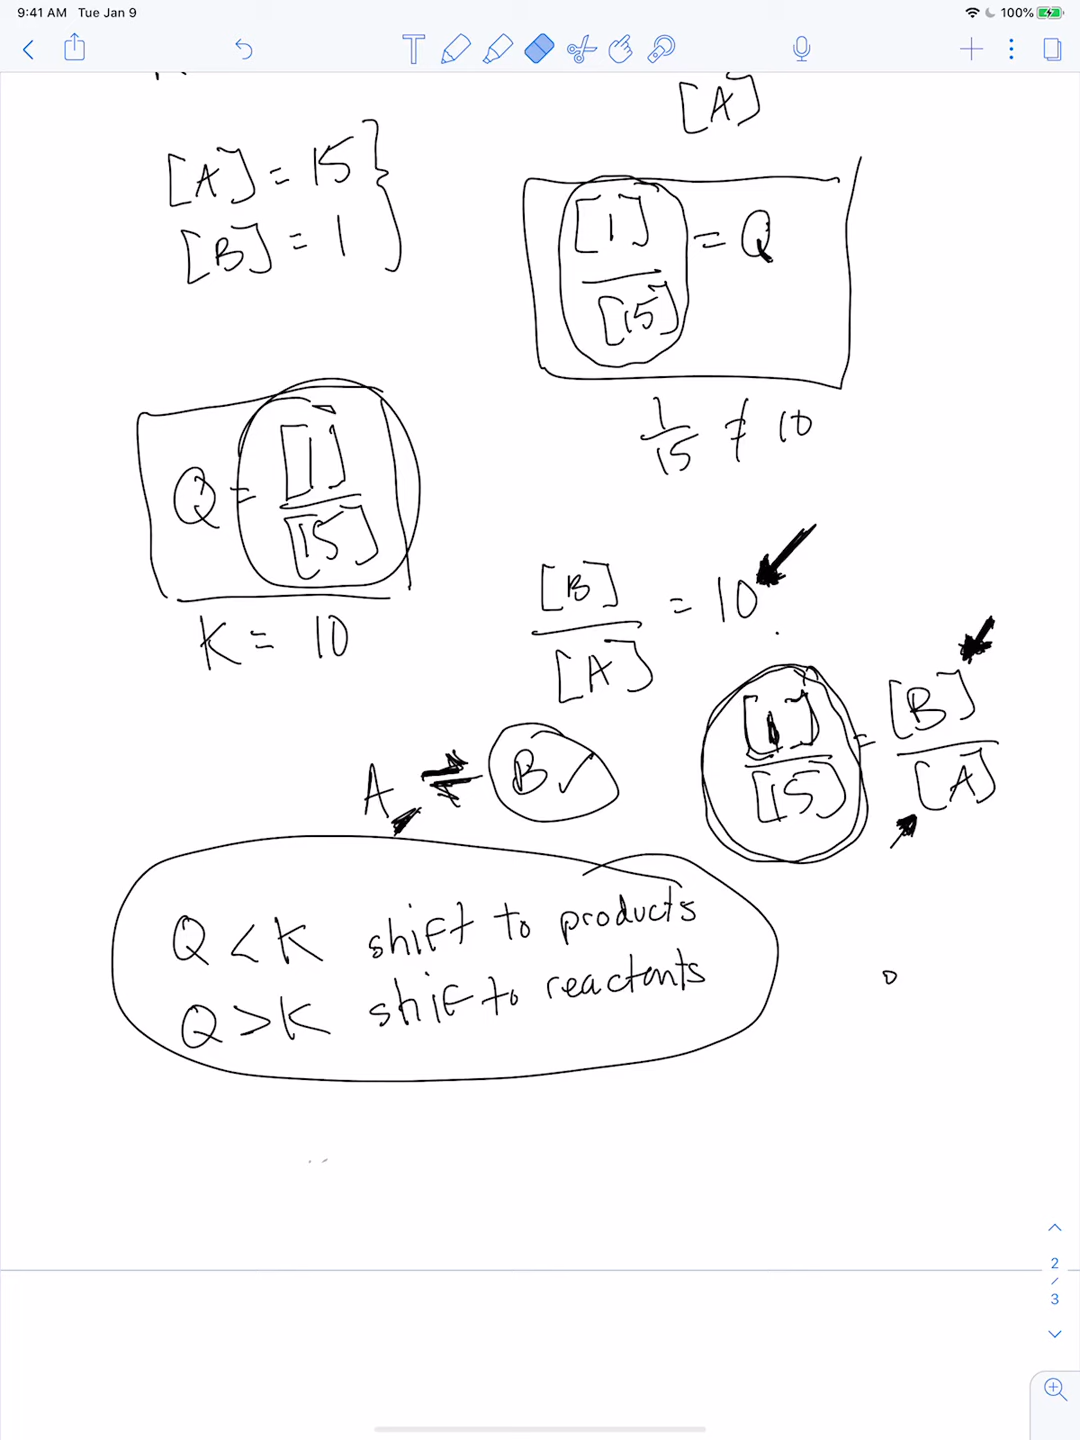 9:41 AM Tue Jan 9
100%
T
[A]
[A] = 15
[B] = 1
[1]
[15]
= Q
1
15
≠ 10
Q = [1]
[15]
K = 10
[B]
[A]
= 10
[1]
[15]
= [B]
[A]
A ⇌ B ✓
Q < K shift to products
Q > K shif to reactants
2
/
3